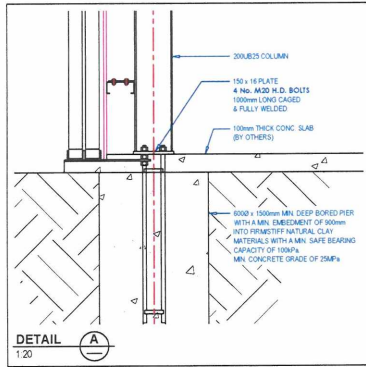 200UB25 COLUMN
150 x 16 PLATE
4 No. M20 H.D. BOLTS
1000mm LONG CAGED
& FULLY WELDED
100mm THICK CONC. SLAB
(BY OTHERS)
600Ø x 1500mm MIN. DEEP BORED PIER
WITH A MIN. EMBEDMENT OF 900mm
INTO FIRM/STIFF NATURAL CLAY
MATERIALS WITH A MIN. SAFE BEARING
CAPACITY OF 100kPa.
MIN. CONCRETE GRADE OF 25MPa
DETAIL A
1:20